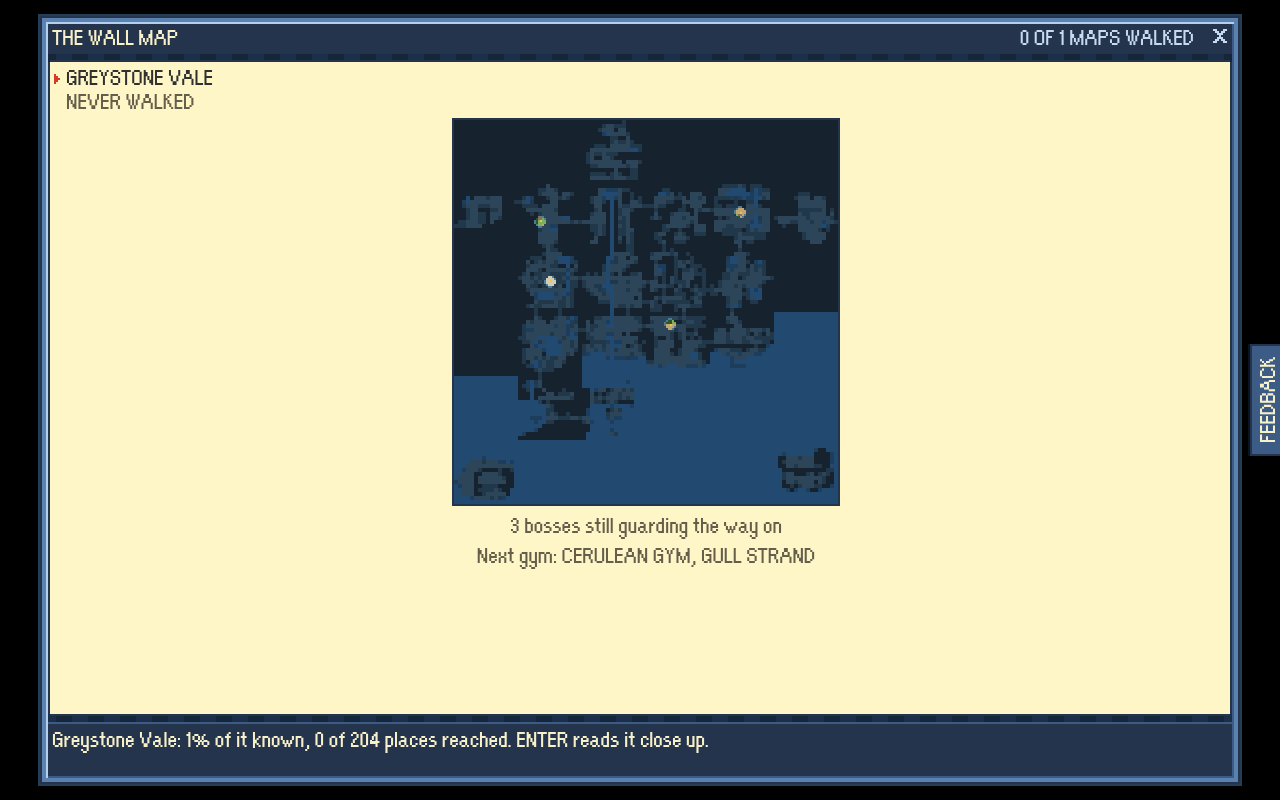 THE WALL MAP
0 OF 1 MAPS WALKED X
GREYSTONE VALE
NEVER WALKED
3 bosses still guarding the way on
Next gym: CERULEAN GYM, GULL STRAND
FEEDBACK
Greystone Vale: 1% of it known, 0 of 204 places reached. ENTER reads it close up.